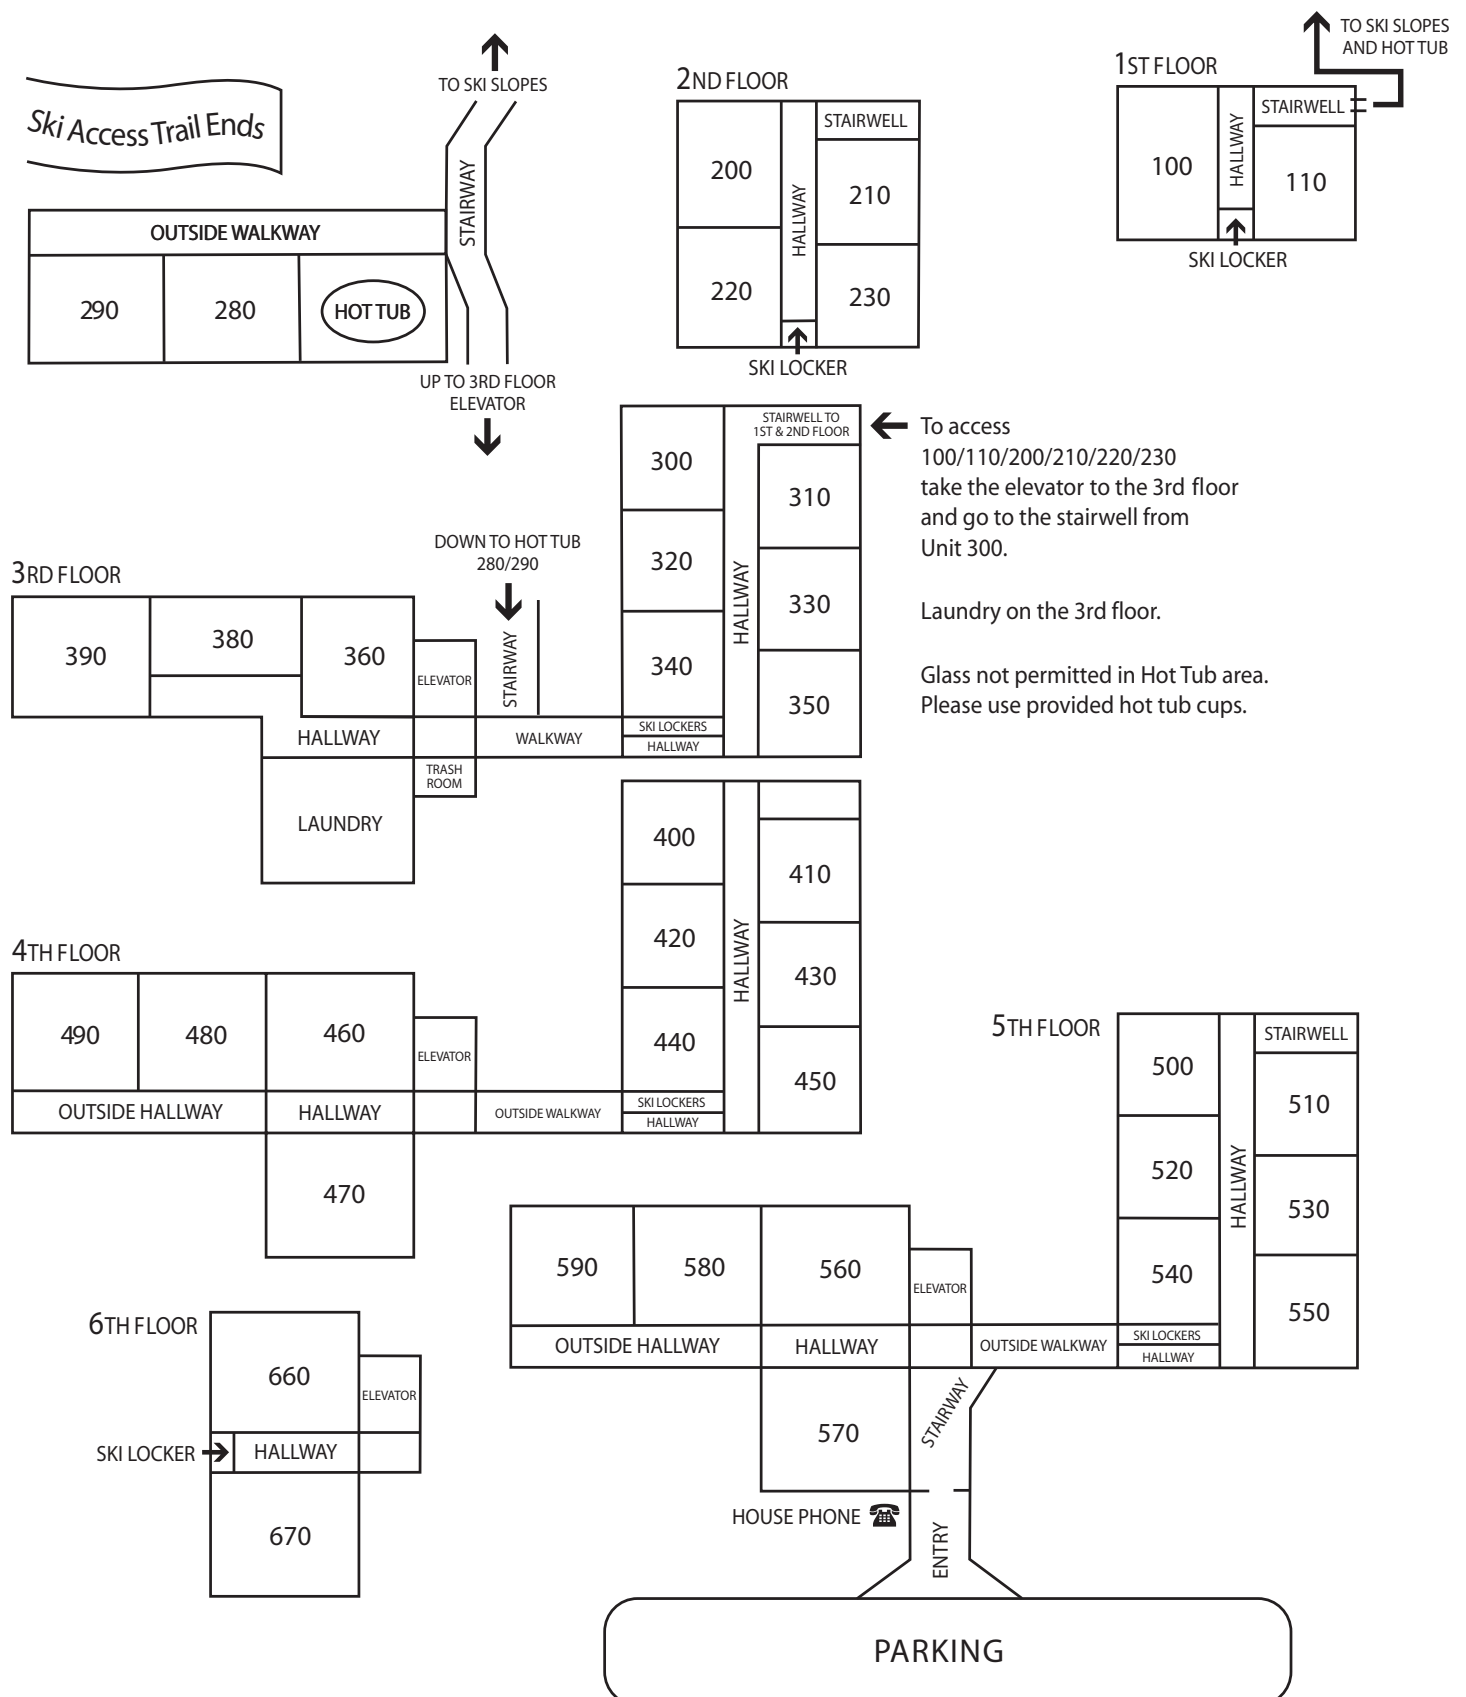 Ski Access Trail Ends
TO SKI SLOPES
STAIRWAY
OUTSIDE WALKWAY
290
280
HOT TUB
UP TO 3RD FLOOR
ELEVATOR
2ND FLOOR
STAIRWELL
200
210
HALLWAY
220
230
SKI LOCKER
TO SKI SLOPES
AND HOT TUB
1ST FLOOR
STAIRWELL
100
HALLWAY
110
SKI LOCKER
STAIRWELL TO
1ST & 2ND FLOOR
300
310
320
HALLWAY
330
340
350
SKI LOCKERS
HALLWAY
To access
100/110/200/210/220/230
take the elevator to the 3rd floor
and go to the stairwell from
Unit 300.
Laundry on the 3rd floor.
Glass not permitted in Hot Tub area.
Please use provided hot tub cups.
DOWN TO HOT TUB
280/290
3RD FLOOR
390
380
360
ELEVATOR
STAIRWAY
HALLWAY
WALKWAY
TRASH
ROOM
LAUNDRY
4TH FLOOR
400
410
420
HALLWAY
430
440
450
SKI LOCKERS
HALLWAY
490
480
460
ELEVATOR
OUTSIDE HALLWAY
HALLWAY
OUTSIDE WALKWAY
470
5TH FLOOR
STAIRWELL
500
510
520
HALLWAY
530
540
550
SKI LOCKERS
HALLWAY
590
580
560
ELEVATOR
OUTSIDE HALLWAY
HALLWAY
OUTSIDE WALKWAY
STAIRWAY
570
HOUSE PHONE
ENTRY
PARKING
6TH FLOOR
660
ELEVATOR
SKI LOCKER
HALLWAY
670